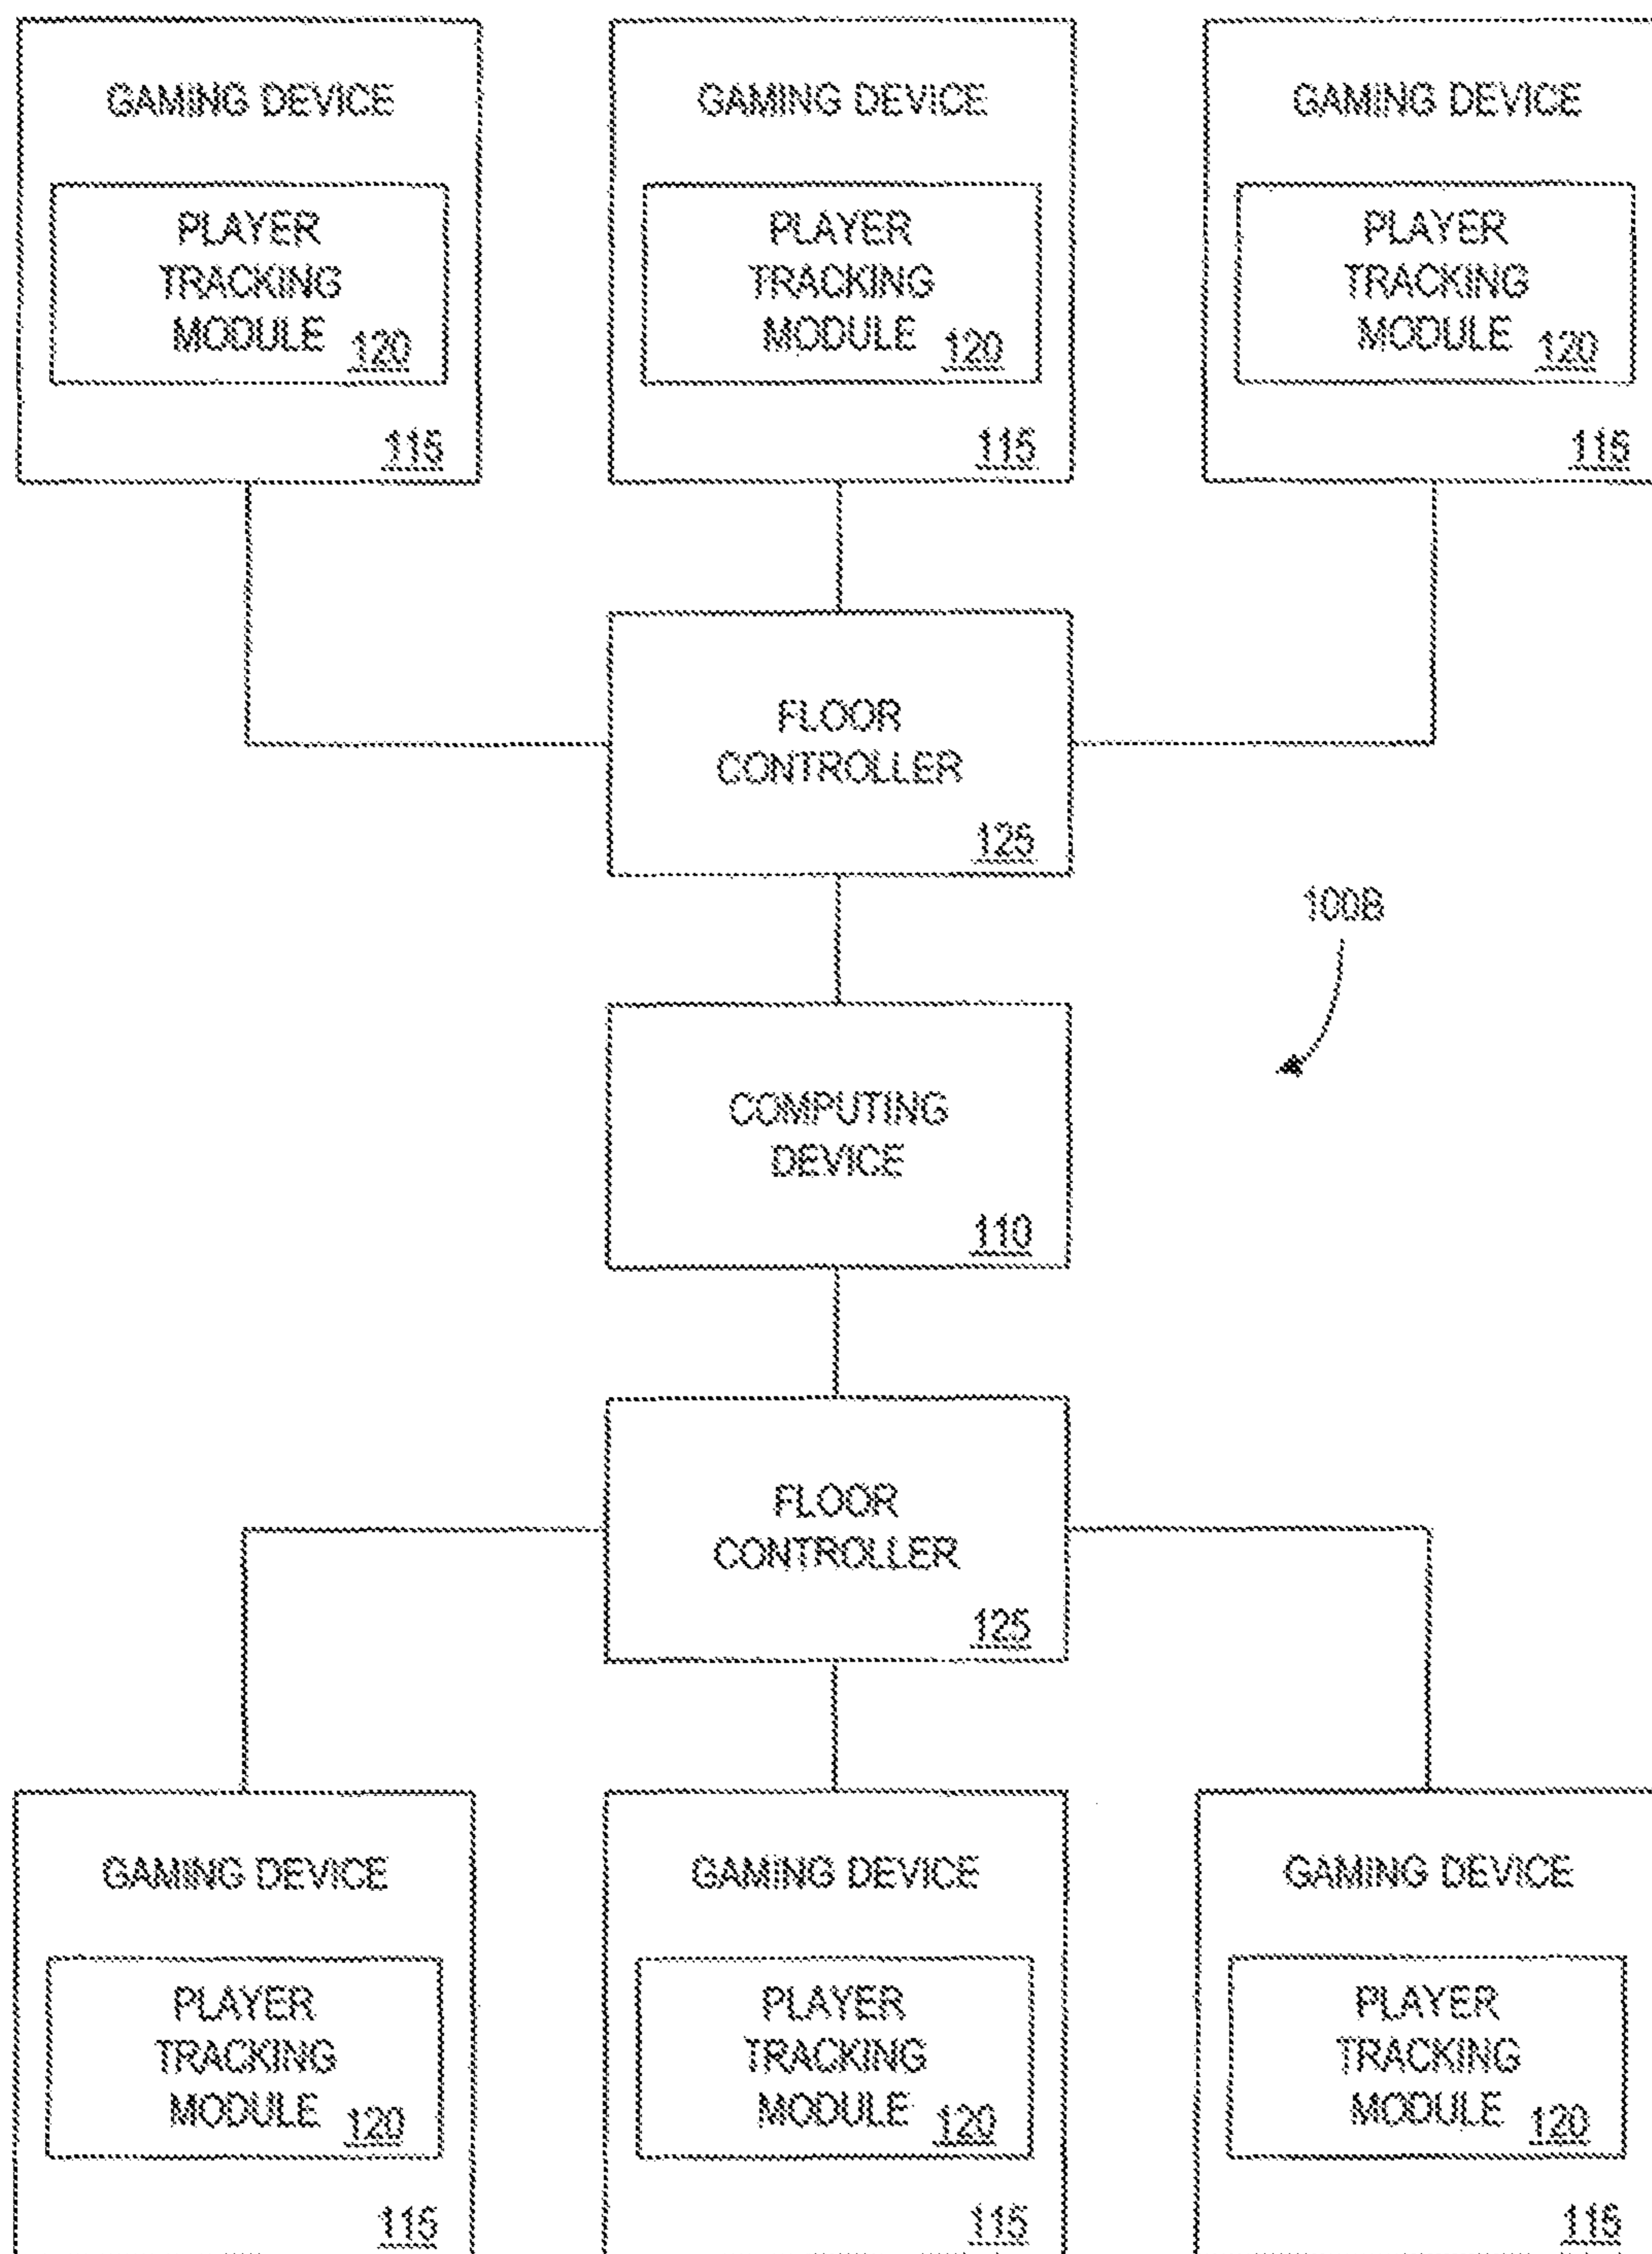 GAMING DEVICE
PLAYER
TRACKING
MODULE 120
115
GAMING DEVICE
PLAYER
TRACKING
MODULE 120
115
GAMING DEVICE
PLAYER
TRACKING
MODULE 120
115
FLOOR
CONTROLLER
125
100B
COMPUTING
DEVICE
110
FLOOR
CONTROLLER
125
GAMING DEVICE
PLAYER
TRACKING
MODULE 120
115
GAMING DEVICE
PLAYER
TRACKING
MODULE 120
115
GAMING DEVICE
PLAYER
TRACKING
MODULE 120
115